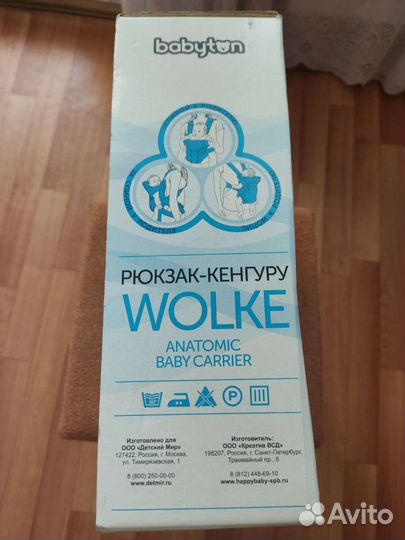 babyton
ЛИЦОМ К РОДИТЕЛЮ
РЮКЗАК-КЕНГУРУ
WOLKE
ANATOMIC
BABY CARRIER
P
Изготовлено для
ООО «Детский Мир»
127422, Россия, г. Москва,
ул. Тимирязевская, 1
8 (800) 250-00-00
www.detmir.ru
Изготовитель:
ООО «Креатив ВСД»
198207, Россия, г. Санкт-Петербург,
Трамвайный пр., 6
8 (812) 448-69-10
www.happybaby-spb.ru
Avito